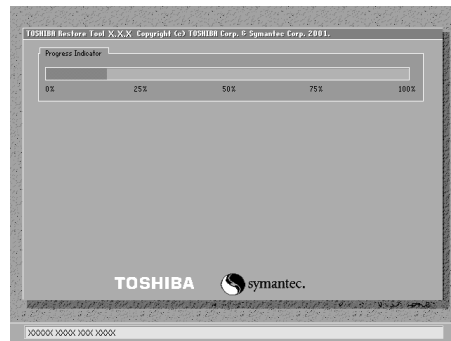 TOSHIBA Restore Tool X.X.X Copyright (c) TOSHIBA Corp. & Symantec Corp. 2001.
Progress Indicator
0% 25% 50% 75% 100%
TOSHIBA symantec.
XXXXX XXXX XXX XXXX